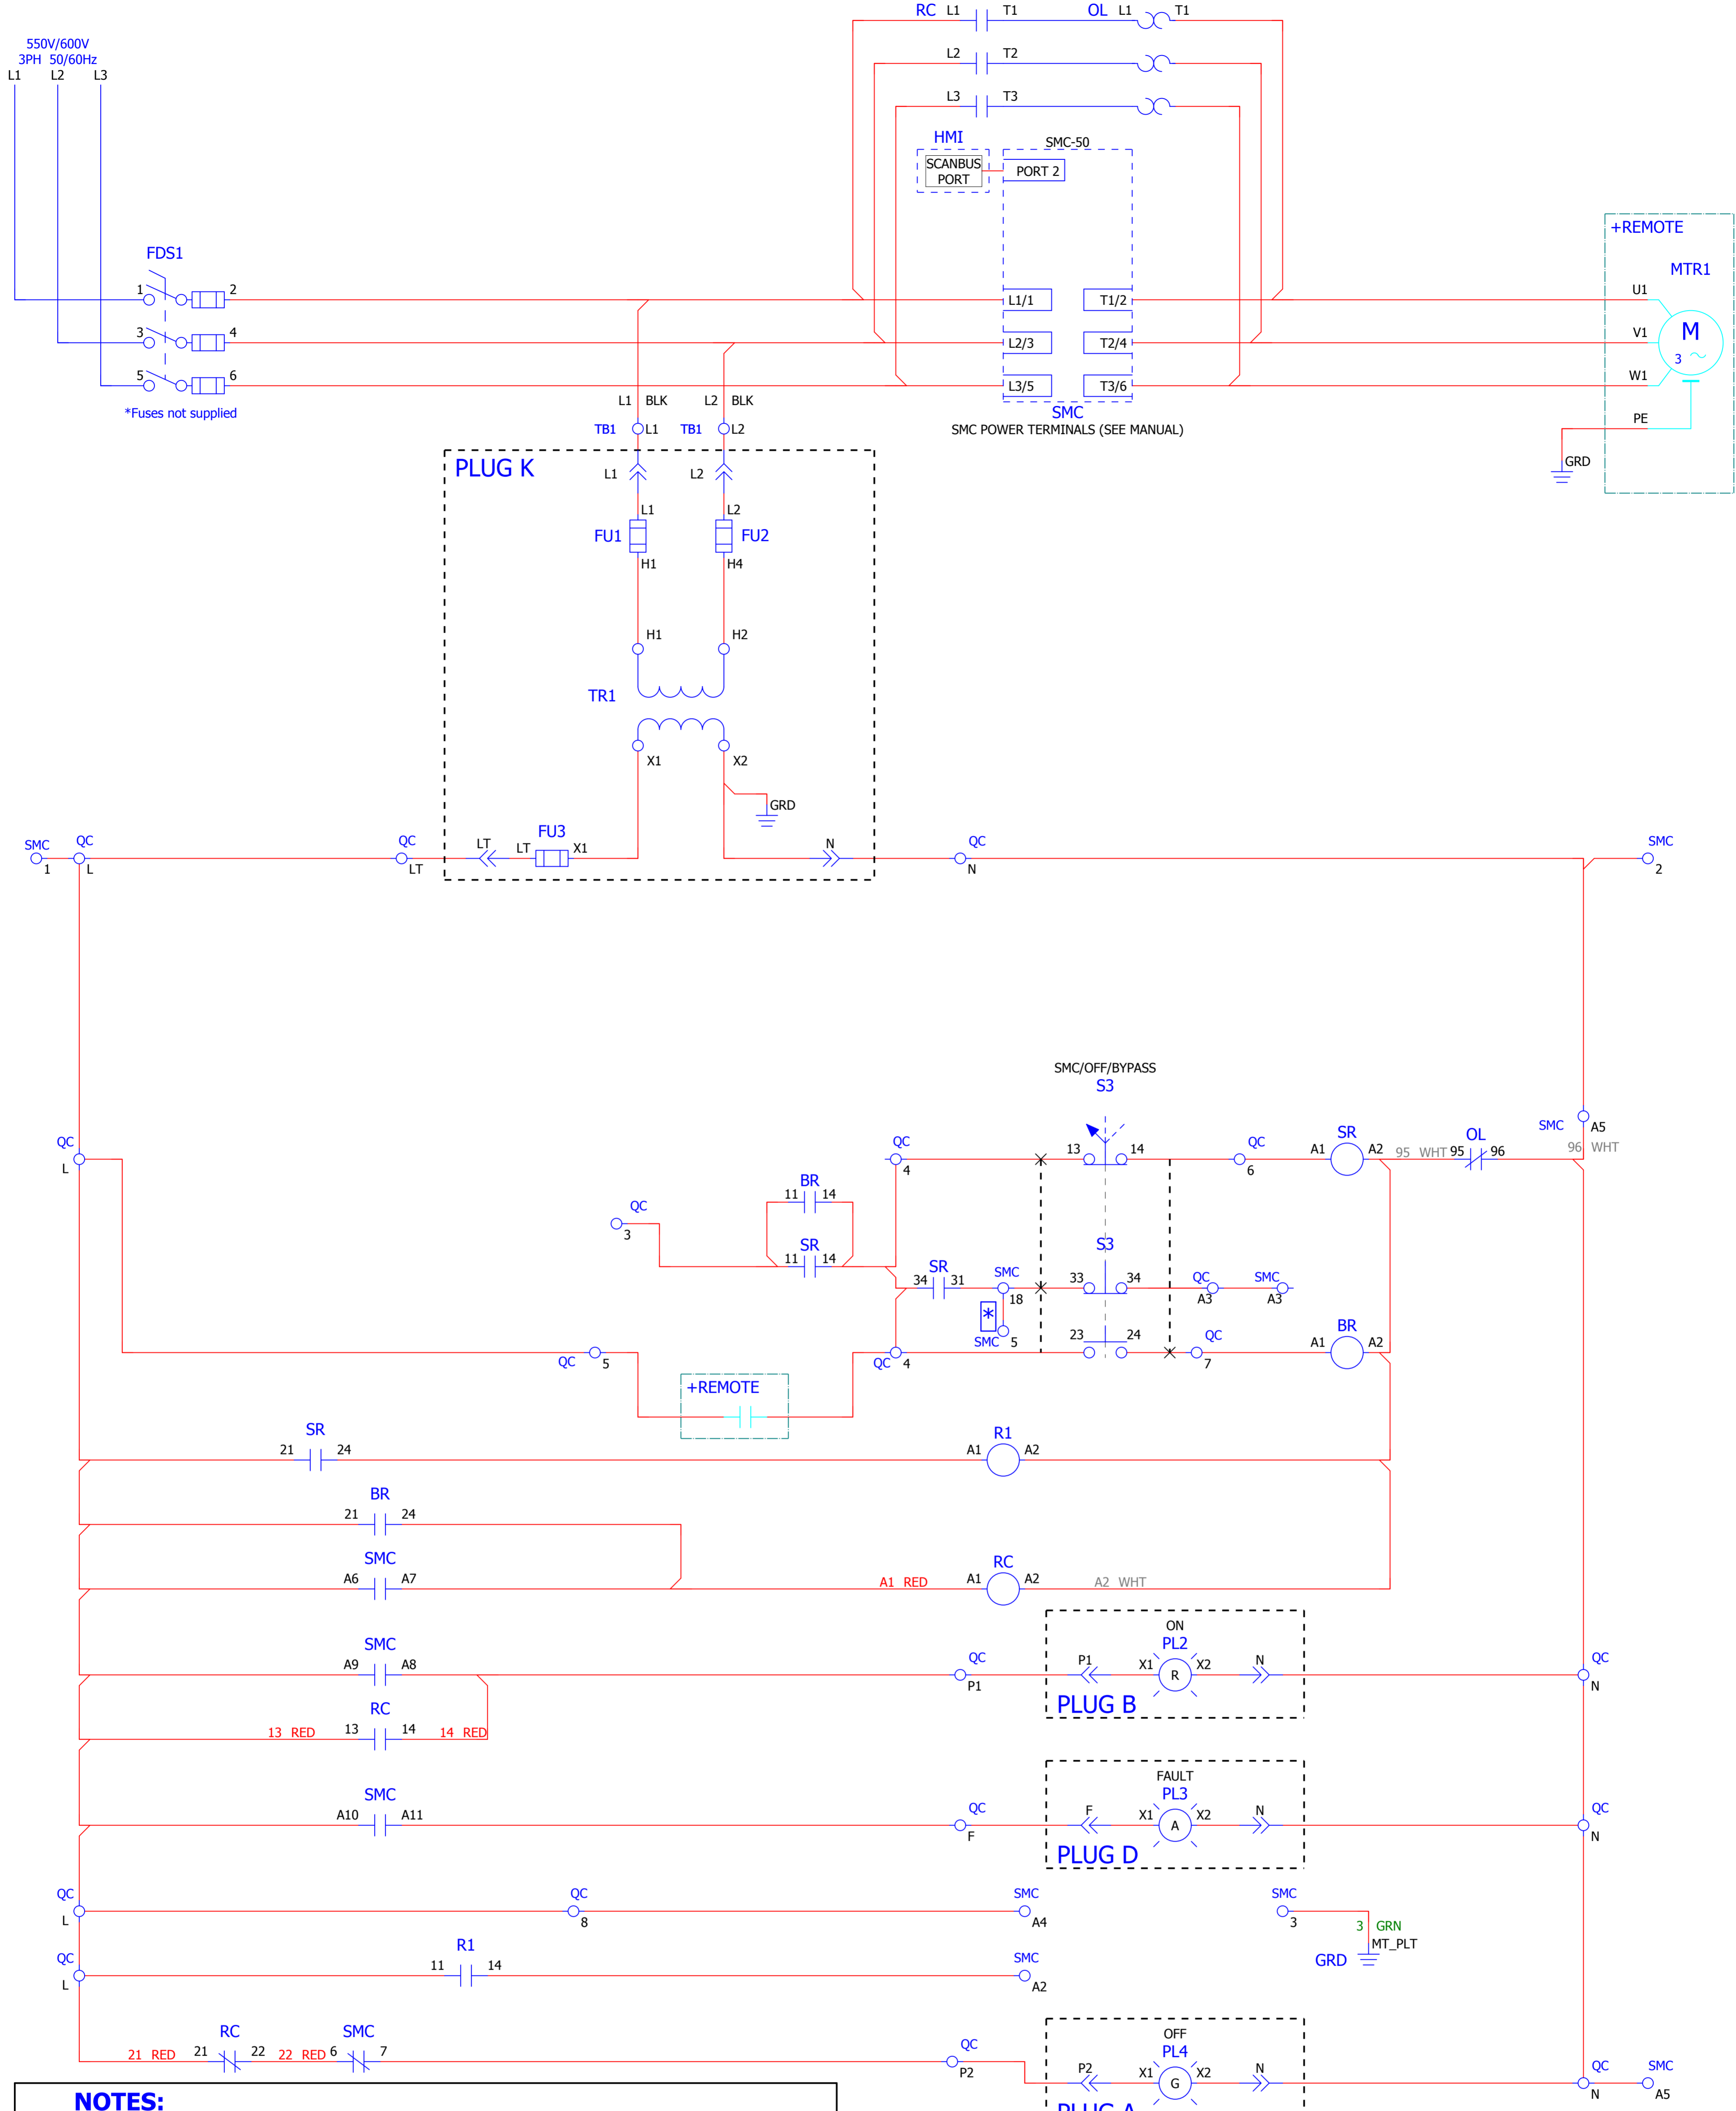 RC L1 T1 OL L1 T1
550V/600V
3PH 50/60Hz
L1 L2 L3
L2 T2
L3 T3
HMI
SMC-50
SCANBUS
PORT
PORT 2
+REMOTE
MTR1
FDS1
1 2
L1/1 T1/2
U1
3 4
L2/3 T2/4
V1
M
3
5 6
L3/5 T3/6
W1
*Fuses not supplied
L1 BLK L2 BLK
SMC
PE
TB1 L1 TB1 L2
SMC POWER TERMINALS (SEE MANUAL)
GRD
PLUG K
L1 L2
L1 L2
FU1 FU2
H1 H4
H1 H2
TR1
X1 X2
GRD
SMC QC QC FU3 QC SMC
LT LT X1 N
1 L LT N 2
SMC/OFF/BYPASS
S3
SMC A5
QC QC 13 14 QC SR OL 96 WHT
L 4 6 A1 A2 95 WHT 95 96
BR
11 14
QC
3
SR
11 14
S3
SR
34 31 SMC 33 34 QC SMC
18 A3 A3
*
SMC 5
23 24 QC BR
A1 A2
QC 5 QC 4 7
+REMOTE
SR R1
21 24 A1 A2
BR
21 24
SMC RC
A6 A7 A1 RED A1 A2 A2 WHT
ON
SMC PL2
A9 A8 QC P1 X1 X2 N QC
P1 R N
RC PLUG B
13 RED 13 14 14 RED
FAULT
SMC PL3
A10 A11 QC F X1 X2 N QC
F A N
PLUG D
QC QC SMC SMC
L 8 A4 3
3 GRN
MT_PLT
GRD
QC R1 SMC
L 11 14 A2
OFF
RC SMC QC PL4
21 RED 21 22 22 RED 6 7 P2 P2 X1 X2 N QC SMC
G N A5
NOTES:
PLUG A